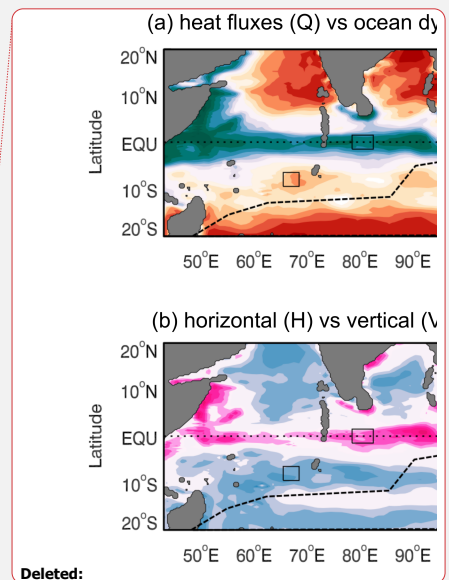 (a) heat fluxes (Q) vs ocean dy
20°N
10°N
EQU
10°S
20°S
Latitude
50°E 60°E 70°E 80°E 90°E
(b) horizontal (H) vs vertical (V
20°N
10°N
EQU
10°S
20°S
Latitude
50°E 60°E 70°E 80°E 90°E
Deleted: